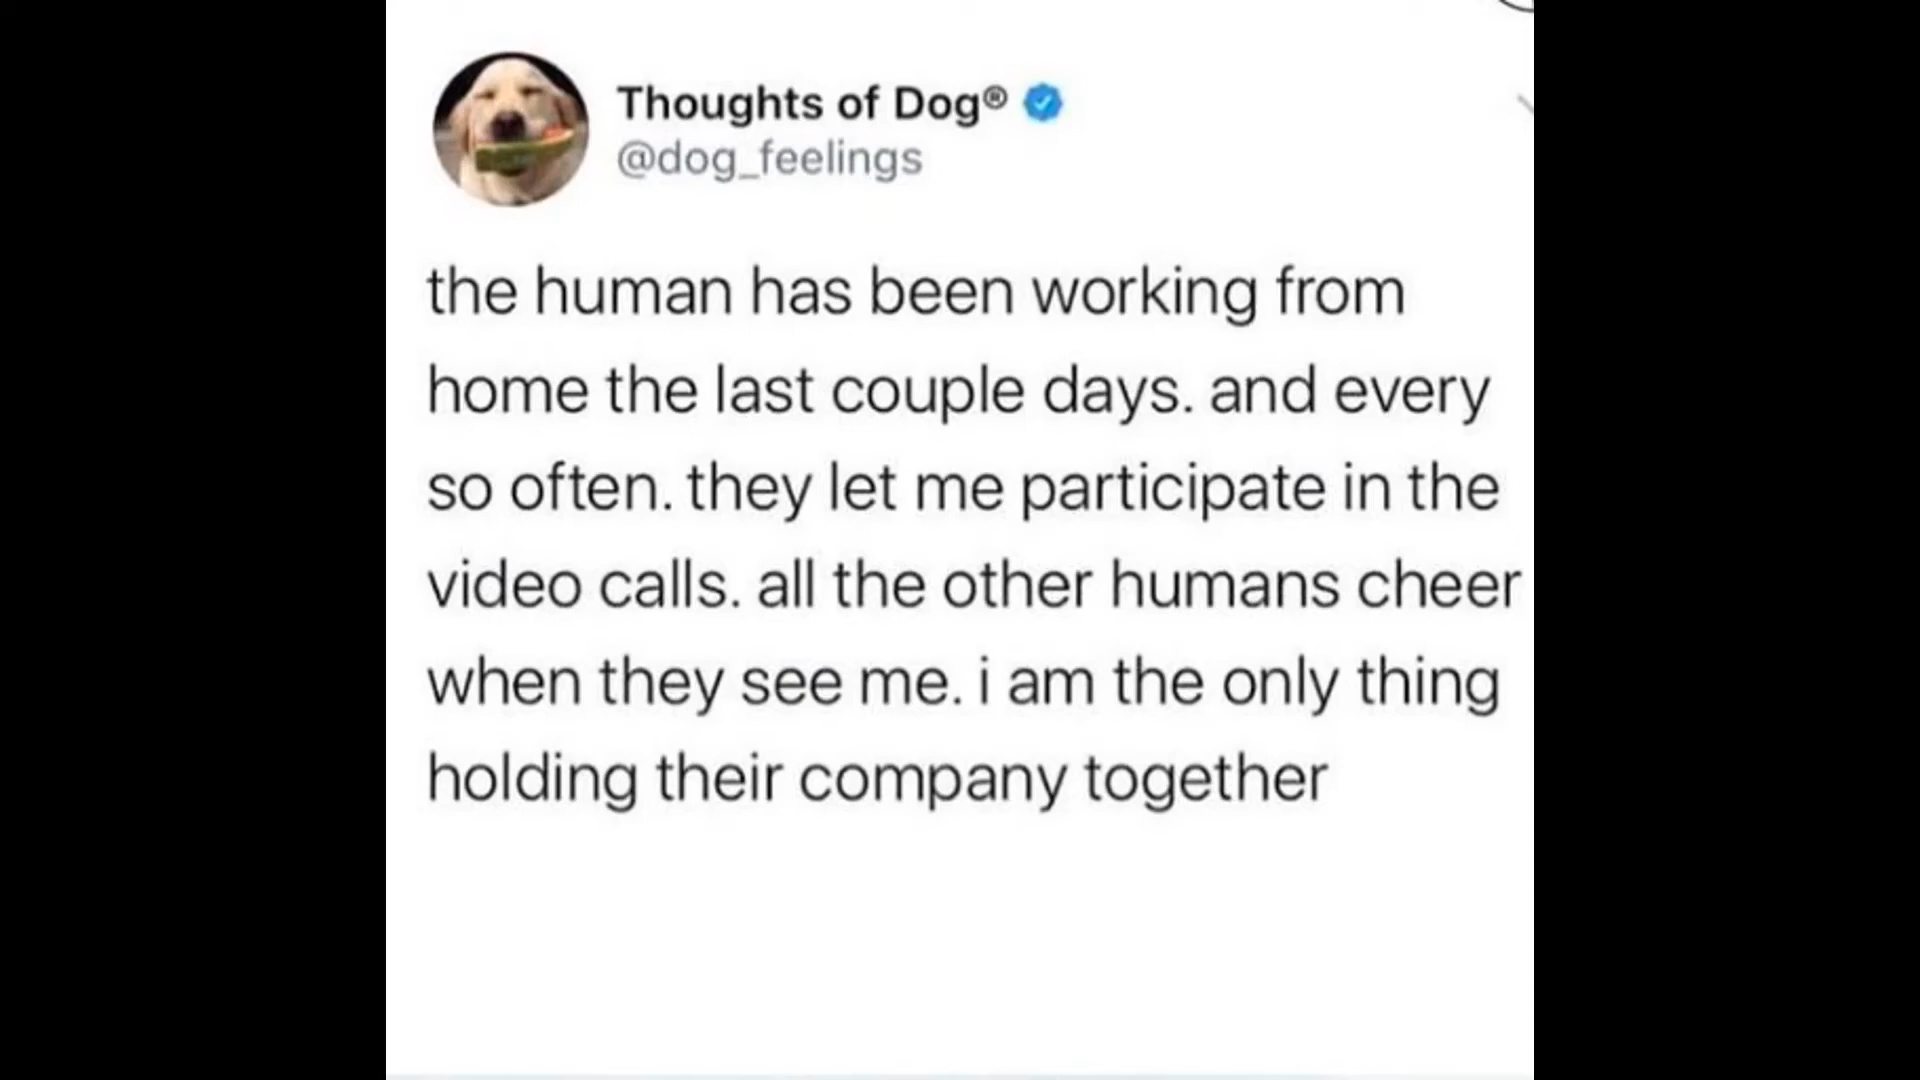 Thoughts of Dog®
@dog_feelings
the human has been working from
home the last couple days. and every
so often. they let me participate in the
video calls. all the other humans cheer
when they see me. i am the only thing
holding their company together